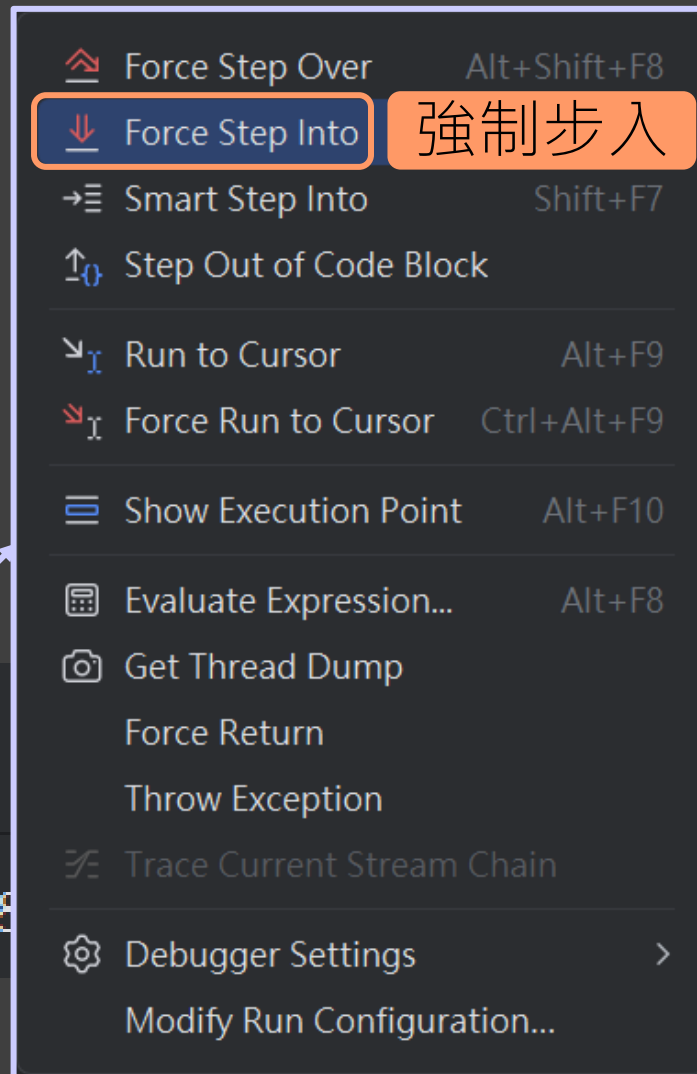 Force Step Over Alt+Shift+F8
Force Step Into 強制步入
Smart Step Into Shift+F7
Step Out of Code Block
Run to Cursor Alt+F9
Force Run to Cursor Ctrl+Alt+F9
Show Execution Point Alt+F10
Evaluate Expression... Alt+F8
Get Thread Dump
Force Return
Throw Exception
Trace Current Stream Chain
Debugger Settings
Modify Run Configuration...